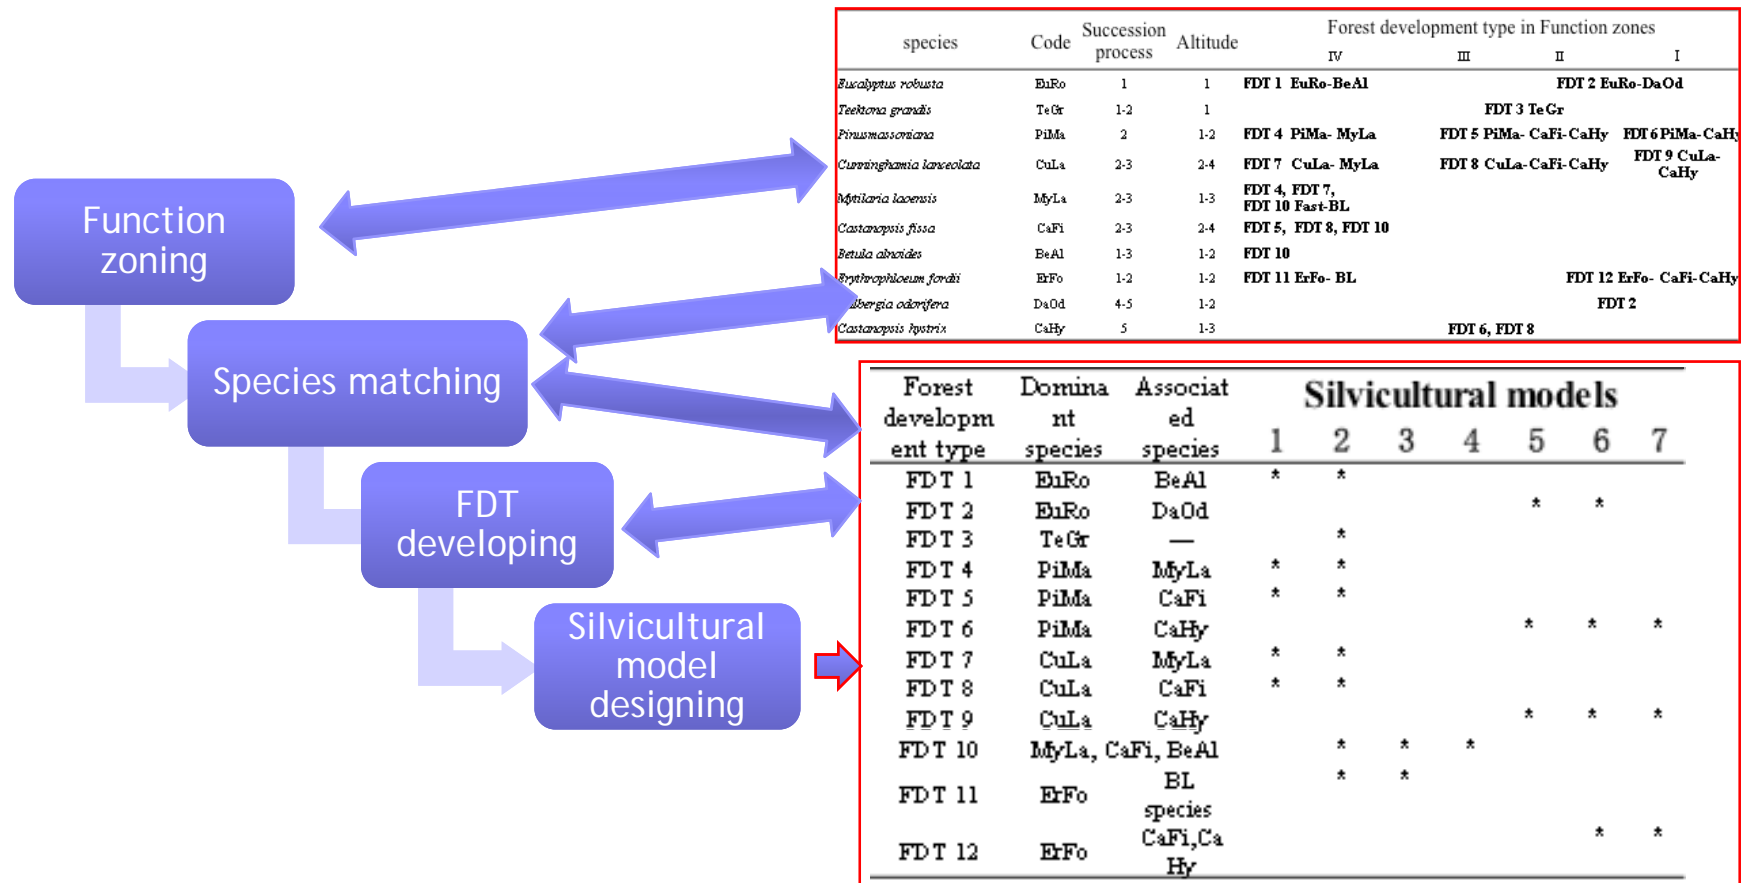 Function
zoning
Species matching
FDT
developing
Silvicultural
model
designing
species Code Succession process Altitude Forest development type in Function zones
IV III II I
Eucalyptus robusta EuRo 1 1 FDT 1 EuRo-BeAl FDT 2 EuRo-DaOd
Teektona grandis TeGr 1-2 1 FDT 3 TeGr
Pinusmassoniana PiMa 2 1-2 FDT 4 PiMa- MyLa FDT 5 PiMa- CaFi-CaHy FDT 6 PiMa-CaHy
Cunninghamia lanceolata CuLa 2-3 2-4 FDT 7 CuLa- MyLa FDT 8 CuLa-CaFi-CaHy FDT 9 CuLa-
CaHy
Mytilaria laoensis MyLa 2-3 1-3 FDT 4, FDT 7,
FDT 10 Fast-BL
Castanopsis fissa CaFi 2-3 2-4 FDT 5, FDT 8, FDT 10
Betula alnoides BeAl 1-3 1-2 FDT 10
Erythrophloeum fordii ErFo 1-2 1-2 FDT 11 ErFo- BL FDT 12 ErFo- CaFi-CaHy
odorifera DaOd 4-5 1-2 FDT 2
Castanopsis hystrix CaHy 5 1-3 FDT 6, FDT 8
Forest Domina Associat Silvicultural models
developm nt ed
ent type species species 1 2 3 4 5 6 7
FDT 1 EuRo BeAl * *
FDT 2 EuRo DaOd * *
FDT 3 TeGr — *
FDT 4 PiMa MyLa * *
FDT 5 PiMa CaFi * *
FDT 6 PiMa CaHy * * *
FDT 7 CuLa MyLa * *
FDT 8 CuLa CaFi * *
FDT 9 CuLa CaHy * * *
FDT 10 MyLa, CaFi, BeAl * * *
FDT 11 ErFo BL * *
species
FDT 12 ErFo CaFi,Ca * *
Hy